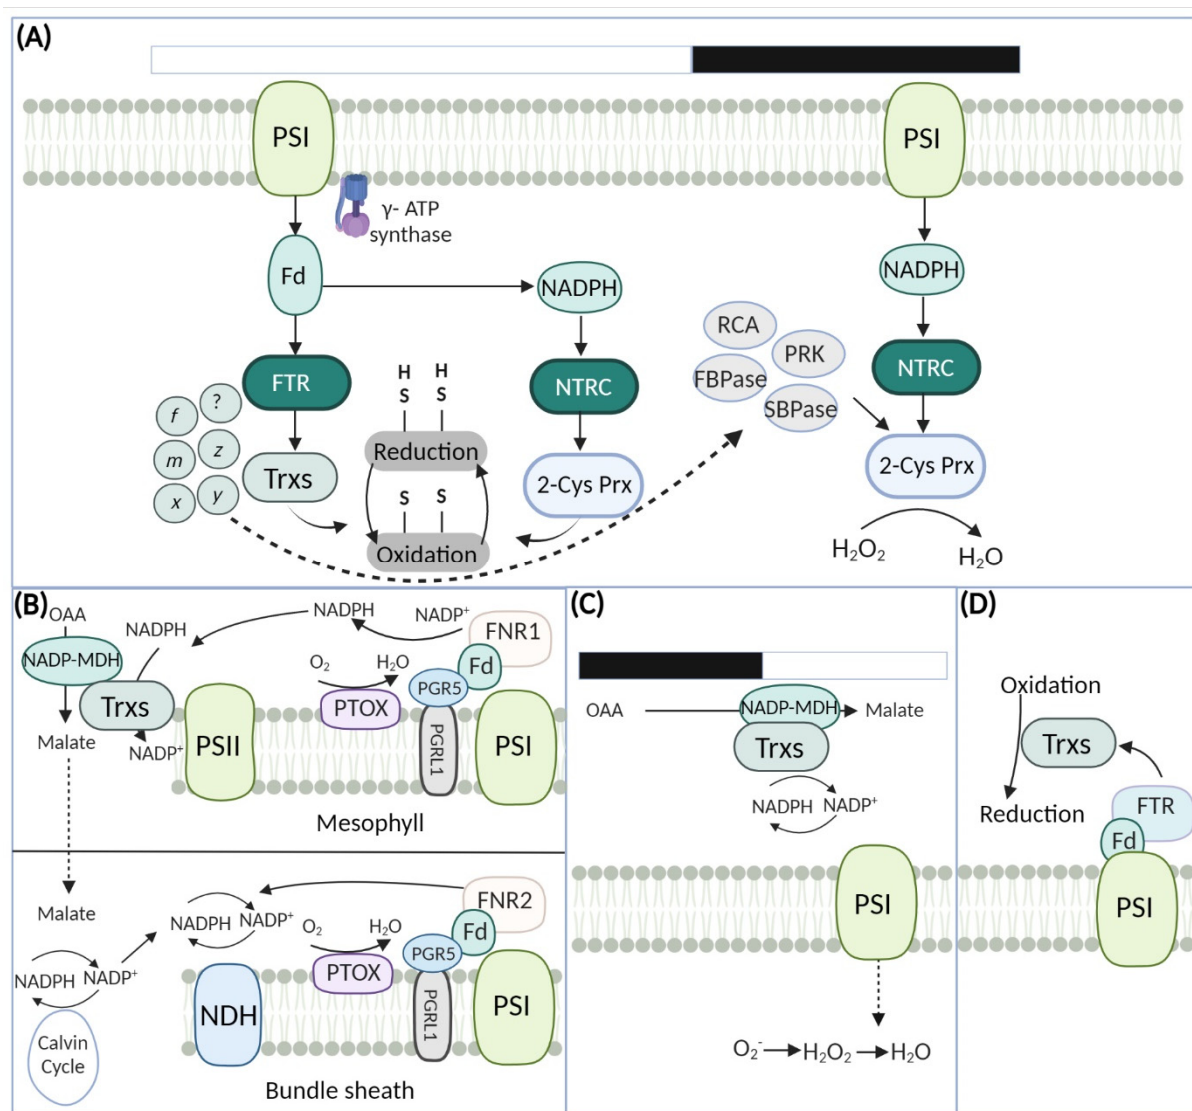 (A)
PSI
PSI
γ- ATP
synthase
Fd
NADPH
NADPH
RCA
PRK
FTR
NTRC
FBPase
SBPase
NTRC
H H
S S
f ?
m z
x y
Trxs
Reduction
2-Cys Prx
2-Cys Prx
S S
Oxidation
H₂O₂
H₂O
(B)
OAA
NADPH
NADPH
NADP⁺
FNR1
NADP-MDH
O₂
H₂O
Fd
PGR5
Trxs
PTOX
Malate
NADP⁺
PSII
PGRL1
PSI
Mesophyll
Malate
NADPH
NADP⁺
O₂
H₂O
FNR2
Fd
PGR5
NADPH
NADP⁺
PTOX
NDH
PGRL1
PSI
Calvin
Cycle
Bundle sheath
(C)
OAA
NADP-MDH
Malate
Trxs
NADPH
NADP⁺
PSI
O₂⁻
H₂O₂
H₂O
(D)
Oxidation
Trxs
Reduction
FTR
Fd
PSI